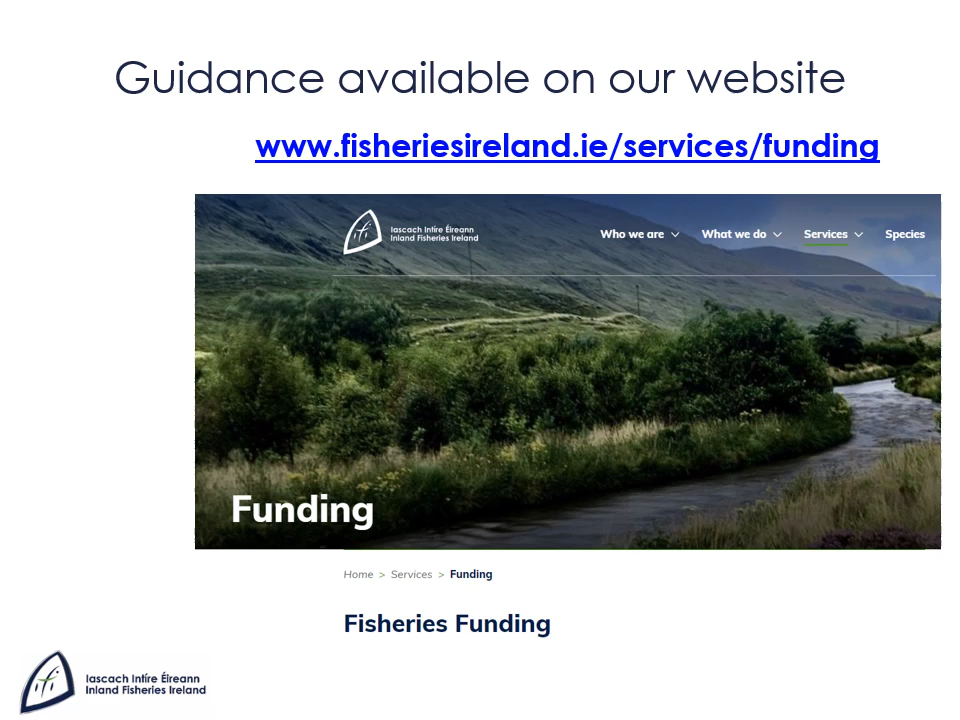 Guidance available on our website
www.fisheriesireland.ie/services/funding
Iascach Intíre Éireann
Inland Fisheries Ireland
Who we are What we do Services Species
Funding
Home > Services > Funding
Fisheries Funding
Iascach Intíre Éireann
Inland Fisheries Ireland